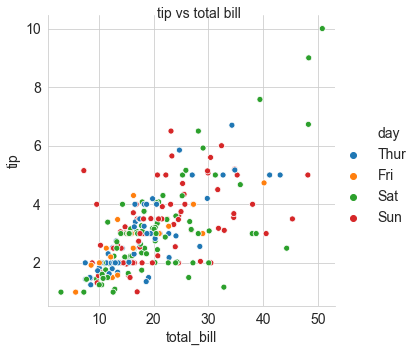 tip vs total bill
10
8
6
4
2
tip
10
20
30
40
50
total_bill
day
Thur
Fri
Sat
Sun